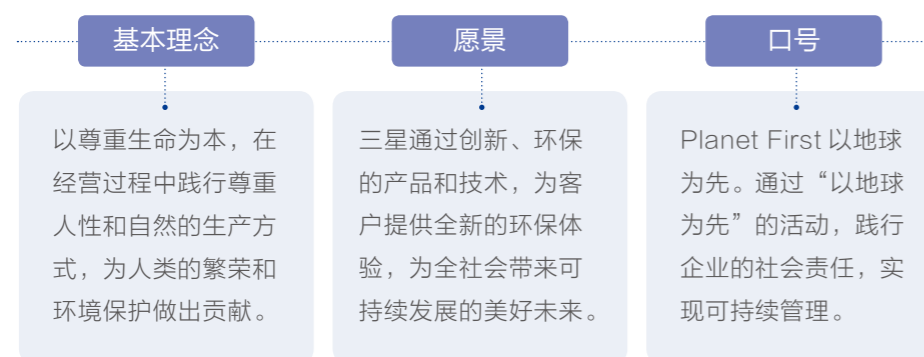 基本理念
以尊重生命为本，在
经营过程中践行尊重
人性和自然的生产方
式，为人类的繁荣和
环境保护做出贡献。
愿景
三星通过创新、环保
的产品和技术，为客
户提供全新的环保体
验，为全社会带来可
持续发展的美好未来。
口号
Planet First 以地球
为先。通过“以地球
为先”的活动，践行
企业的社会责任，实
现可持续管理。